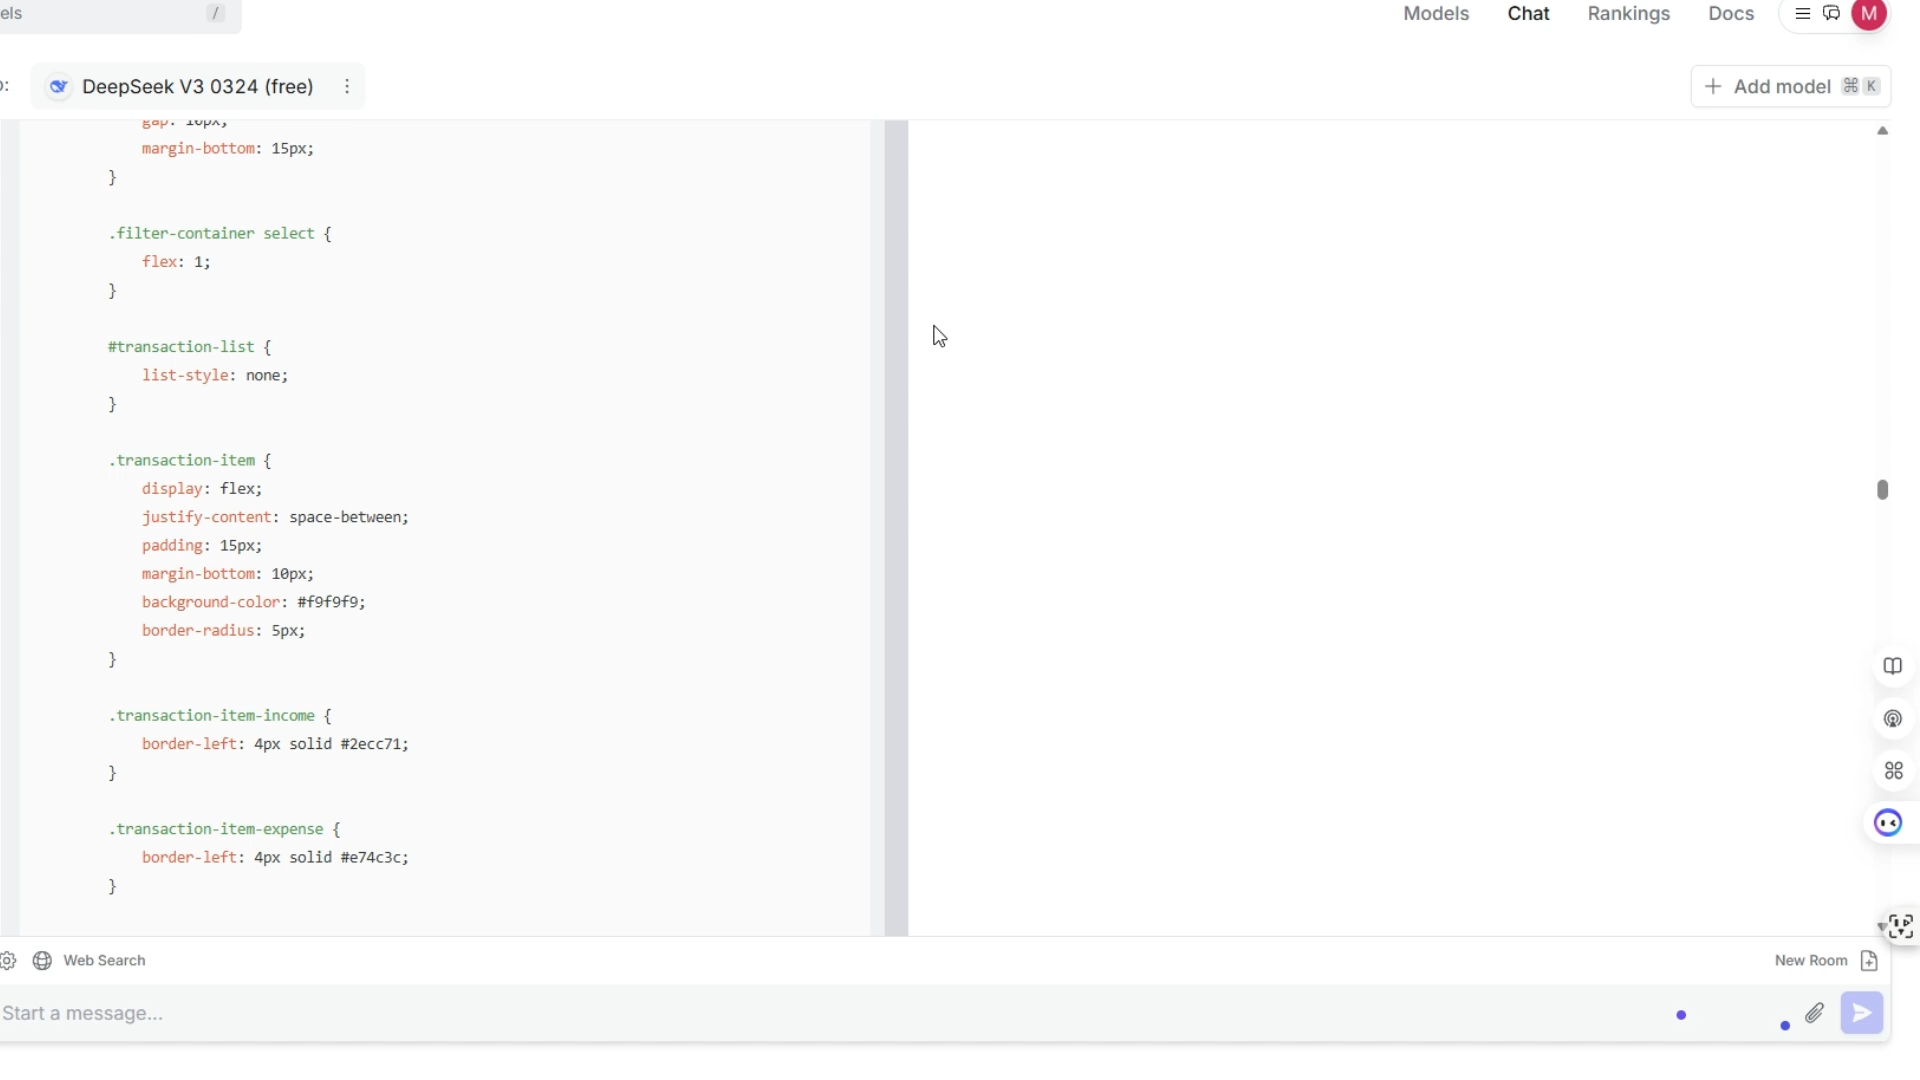 els /
Models Chat Rankings Docs M
DeepSeek V3 0324 (free)
+ Add model ⌘ K
gap: 10px;
margin-bottom: 15px;
}
.filter-container select {
flex: 1;
}
#transaction-list {
list-style: none;
}
.transaction-item {
display: flex;
justify-content: space-between;
padding: 15px;
margin-bottom: 10px;
background-color: #f9f9f9;
border-radius: 5px;
}
.transaction-item-income {
border-left: 4px solid #2ecc71;
}
.transaction-item-expense {
border-left: 4px solid #e74c3c;
}
Web Search
New Room
Start a message...